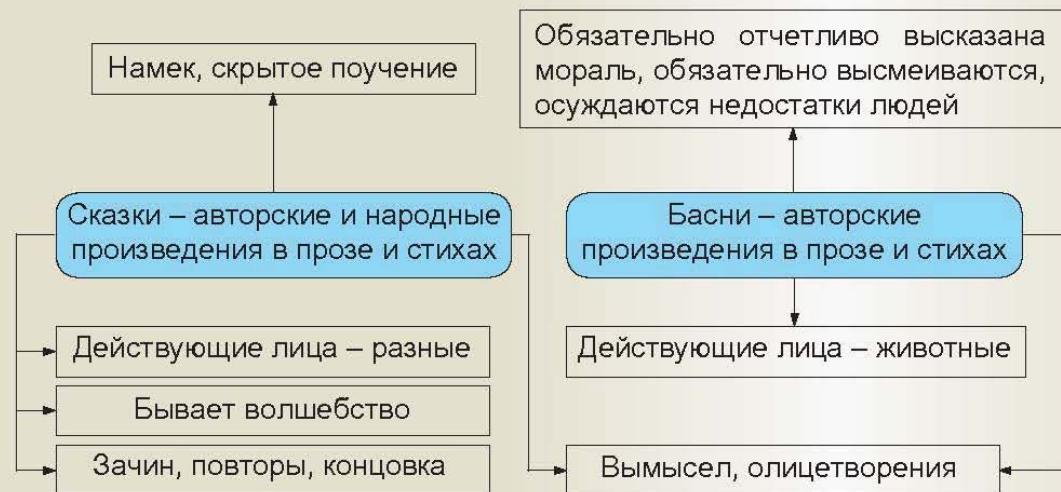 Намек, скрытое поучение
Обязательно отчетливо высказана
мораль, обязательно высмеиваются,
осуждаются недостатки людей
Сказки – авторские и народные
произведения в прозе и стихах
Басни – авторские
произведения в прозе и стихах
Действующие лица – разные
Действующие лица – животные
Бывает волшебство
Зачин, повторы, концовка
Вымысел, олицетворения